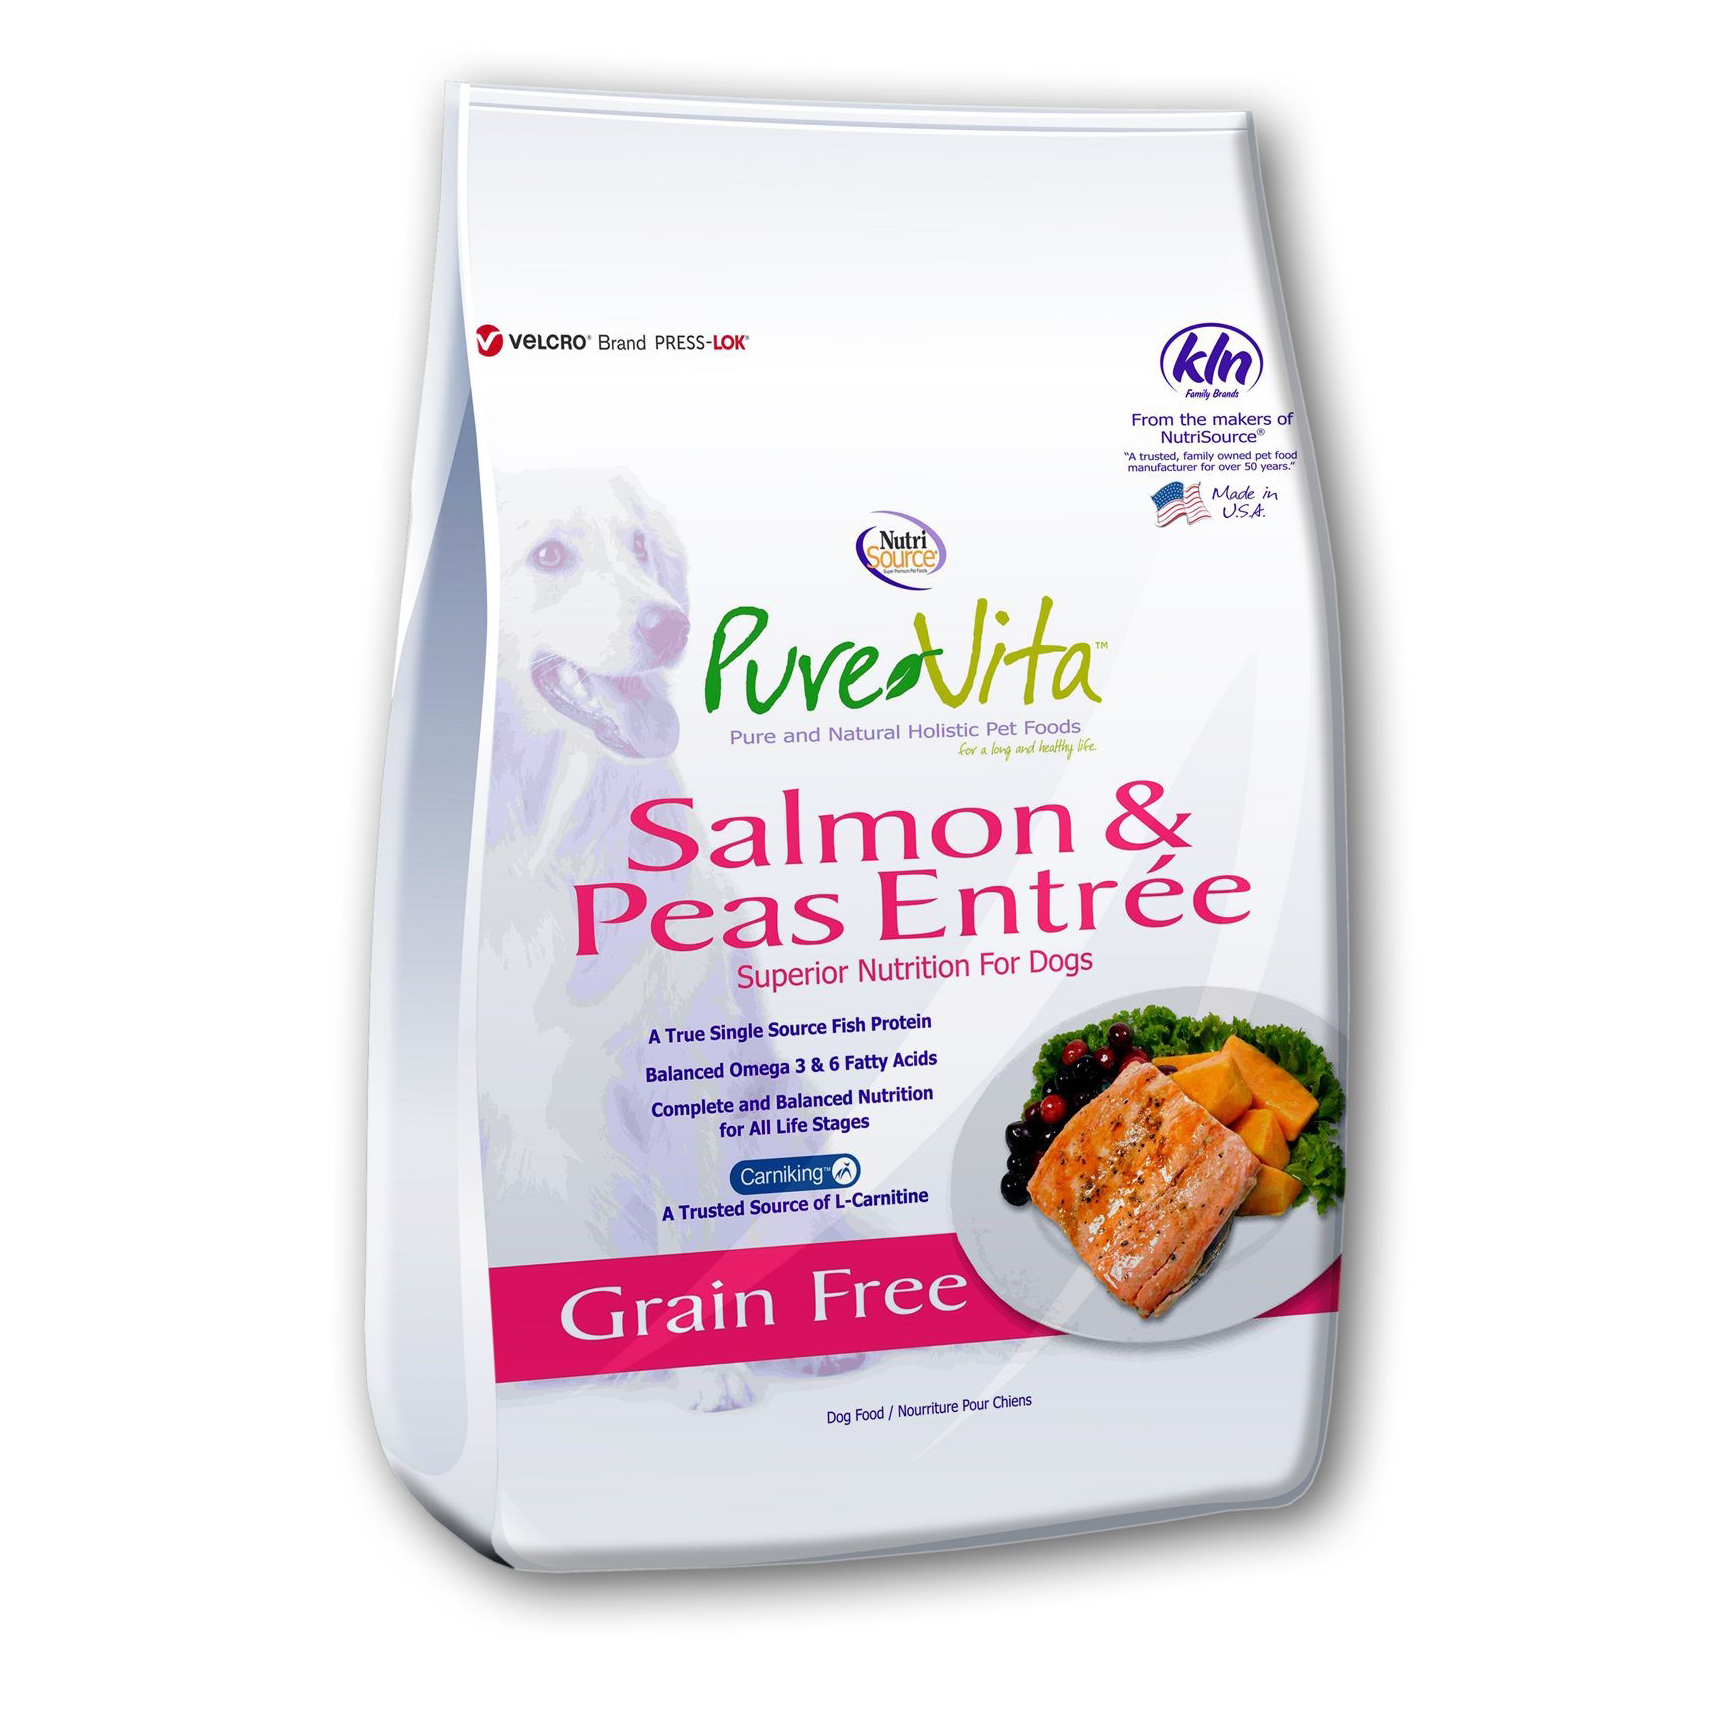 VELCRO® Brand PRESS-LOK®
kln
Family Brands
From the makers of
NutriSource®
"A trusted, family owned pet food
manufacturer for over 50 years."
Made in
U.S.A.
Nutri
Source®
Super Premium Pet Foods
PureVita™
Pure and Natural Holistic Pet Foods
for a long and healthy life.
Salmon &
Peas Entrée
Superior Nutrition For Dogs
A True Single Source Fish Protein
Balanced Omega 3 & 6 Fatty Acids
Complete and Balanced Nutrition
for All Life Stages
Carniking™
A Trusted Source of L-Carnitine
Grain Free
Dog Food / Nourriture Pour Chiens